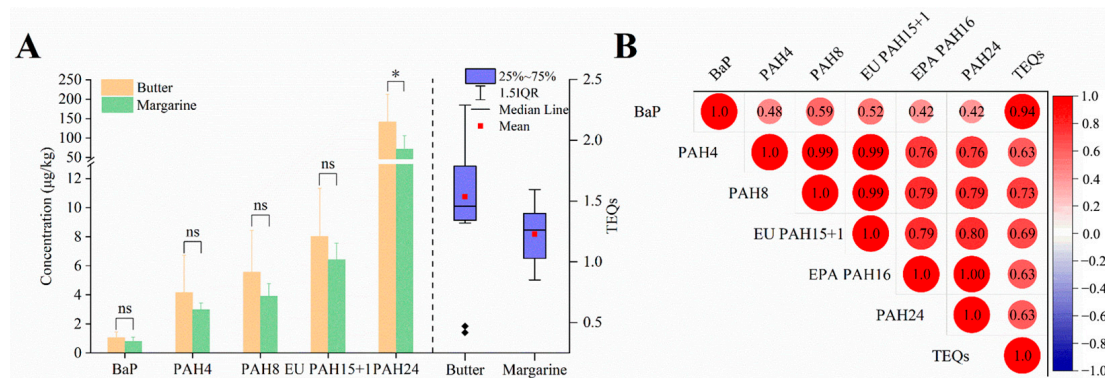 A
Concentration (µg/kg)
250
200
150
100
50
12
10
8
6
4
2
0
Butter
Margarine
ns
ns
ns
ns
*
BaP
PAH4
PAH8
EU PAH15+1
PAH24
25%~75%
1.5IQR
Median Line
Mean
2.5
2.0
1.5
1.0
0.5
TEQs
Butter
Margarine
B
BaP
PAH4
PAH8
EU PAH15+1
EPA PAH16
PAH24
TEQs
BaP 1.0 0.48 0.59 0.52 0.42 0.42 0.94
PAH4 1.0 0.99 0.99 0.76 0.76 0.63
PAH8 1.0 0.99 0.79 0.79 0.73
EU PAH15+1 1.0 0.79 0.80 0.69
EPA PAH16 1.0 1.00 0.63
PAH24 1.0 0.63
TEQs 1.0
1.0
0.8
0.6
0.4
0.2
0.0
-0.2
-0.4
-0.6
-0.8
-1.0